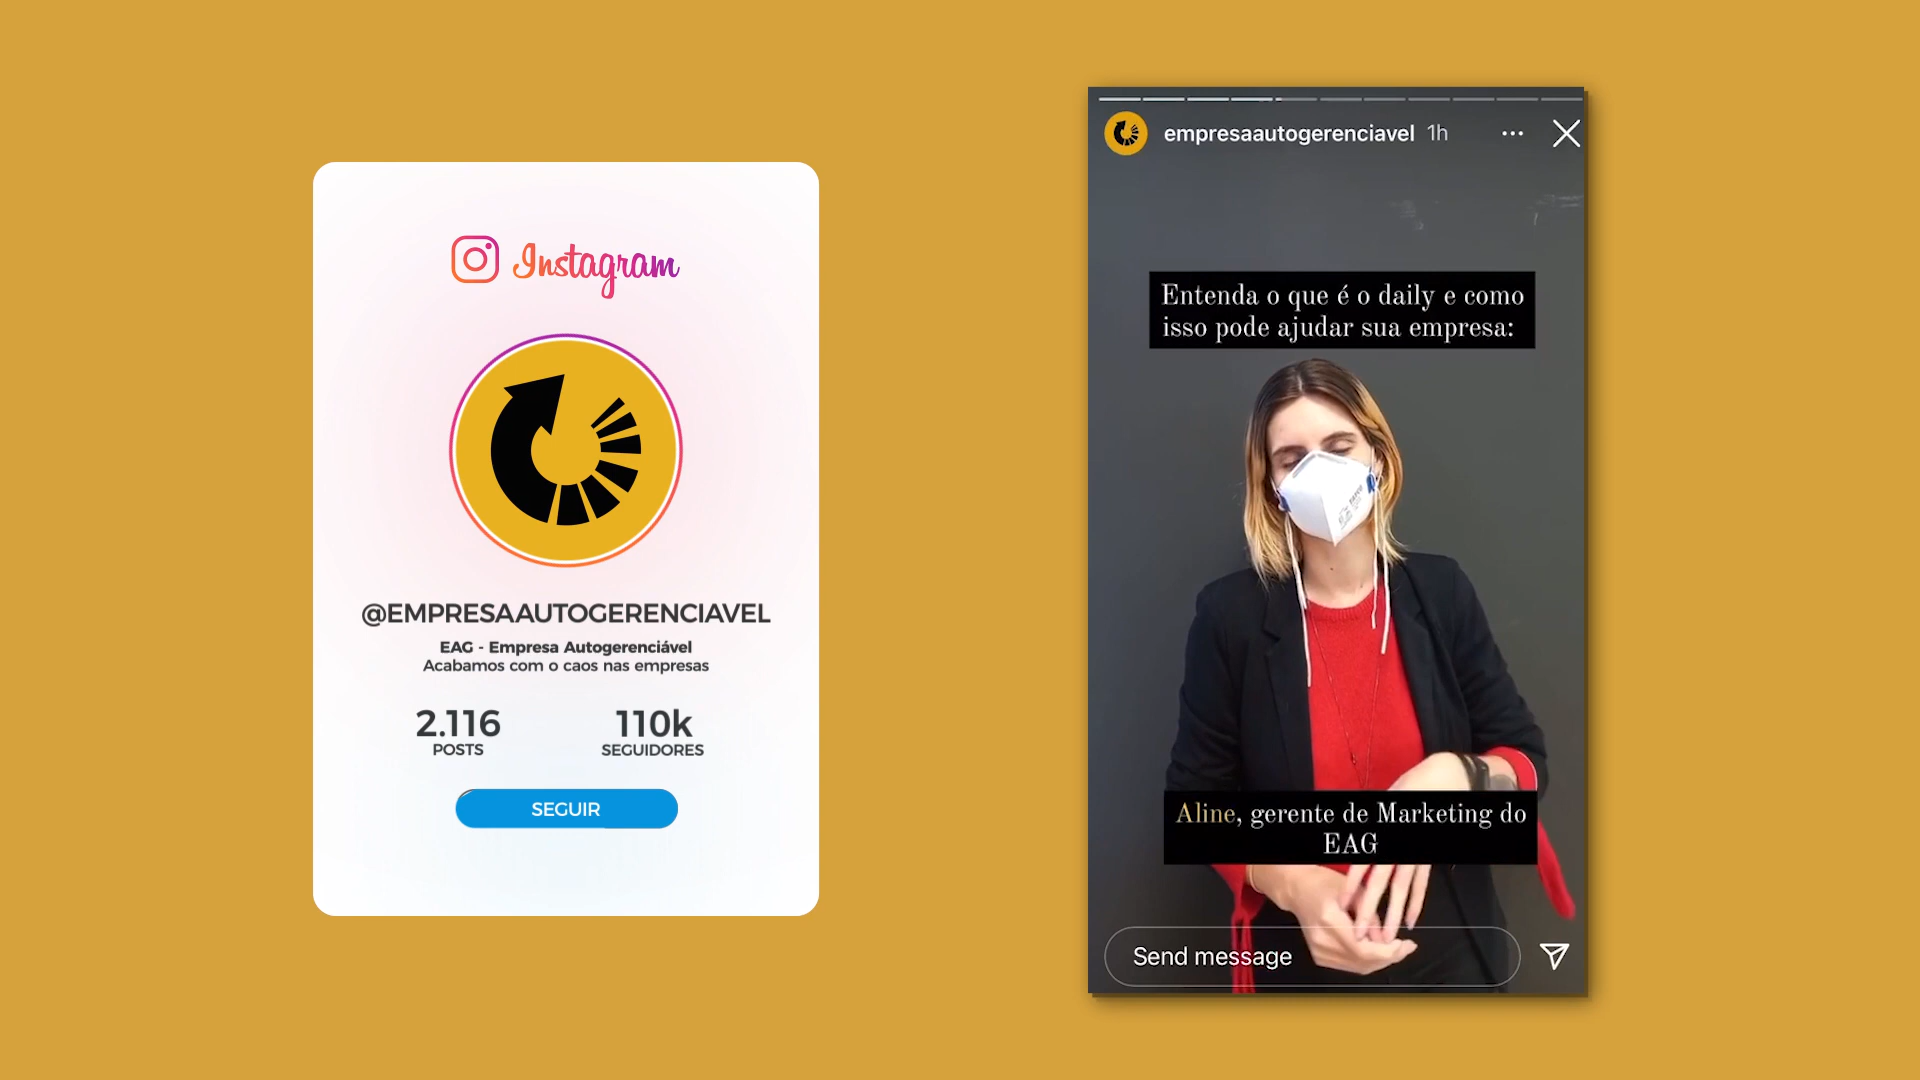 Instagram
@EMPRESAAUTOGERENCIAVEL
EAG - Empresa Autogerenciável
Acabamos com o caos nas empresas
2.116
POSTS
110k
SEGUIDORES
SEGUIR
empresaautogerenciavel 1h
Entenda o que é o daily e como
isso pode ajudar sua empresa:
Aline, gerente de Marketing do
EAG
Send message